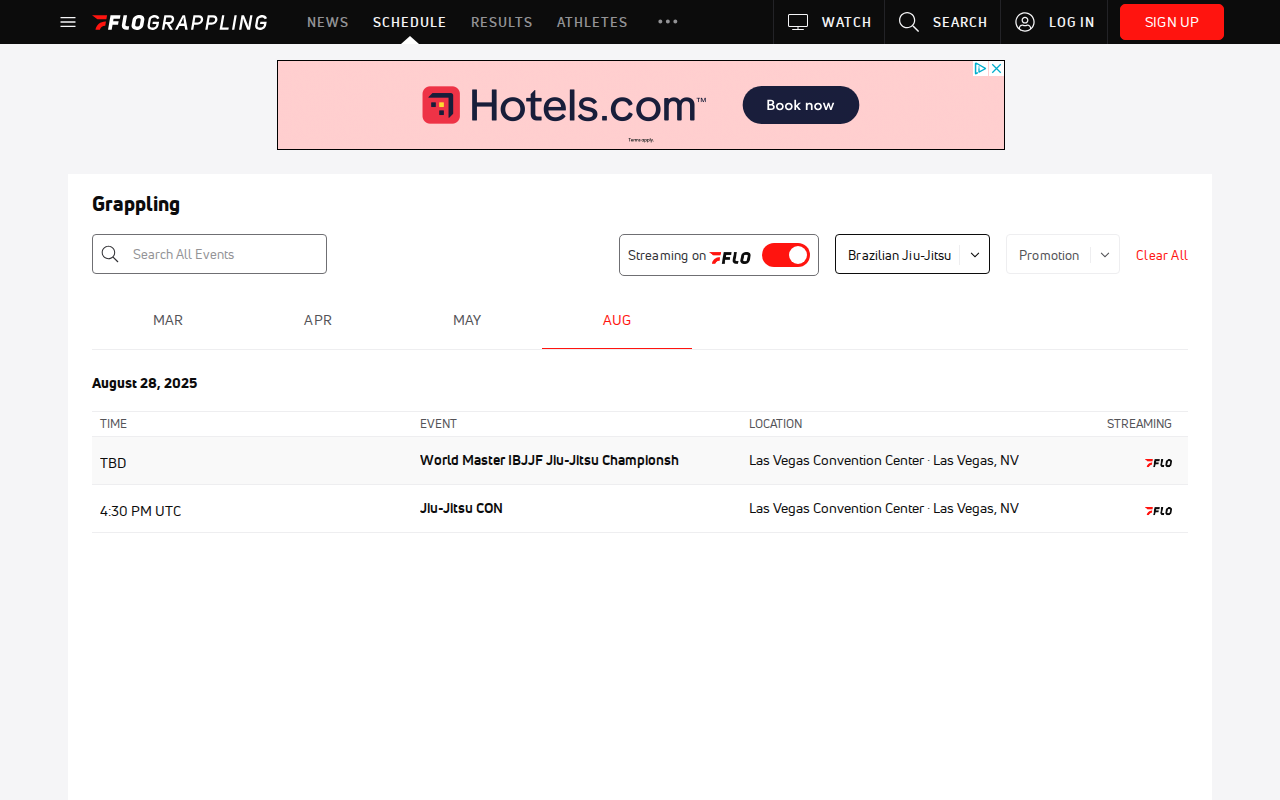 FLOGRAPPLING NEWS SCHEDULE RESULTS ATHLETES ••• WATCH SEARCH LOG IN SIGN UP
Hotels.com™ Book now
Terms apply.
Grappling
Search All Events Streaming on FLO Brazilian Jiu-Jitsu Promotion Clear All
MAR APR MAY AUG
August 28, 2025
TIME EVENT LOCATION STREAMING
TBD World Master IBJJF Jiu-Jitsu Championsh Las Vegas Convention Center · Las Vegas, NV FLO
4:30 PM UTC Jiu-Jitsu CON Las Vegas Convention Center · Las Vegas, NV FLO